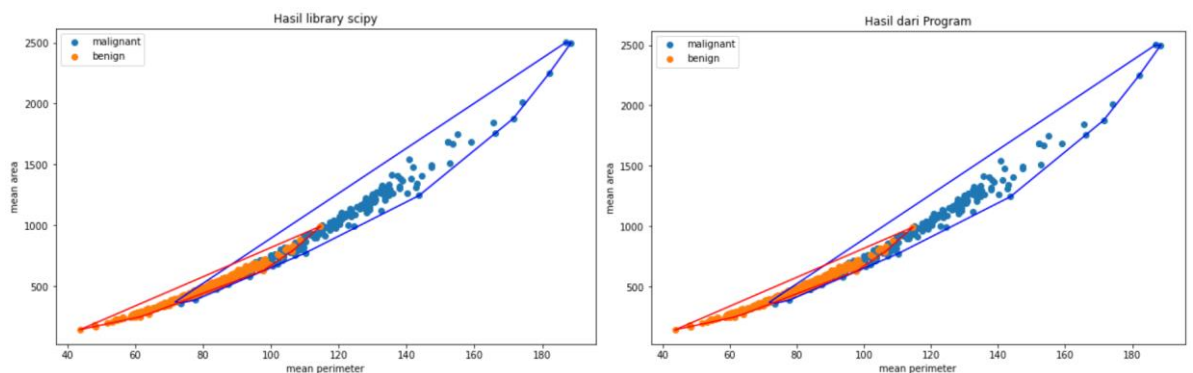 Hasil library scipy
malignant
benign
2500
2000
1500
1000
500
mean area
40 60 80 100 120 140 160 180
mean perimeter
Hasil dari Program
malignant
benign
2500
2000
1500
1000
500
mean area
40 60 80 100 120 140 160 180
mean perimeter